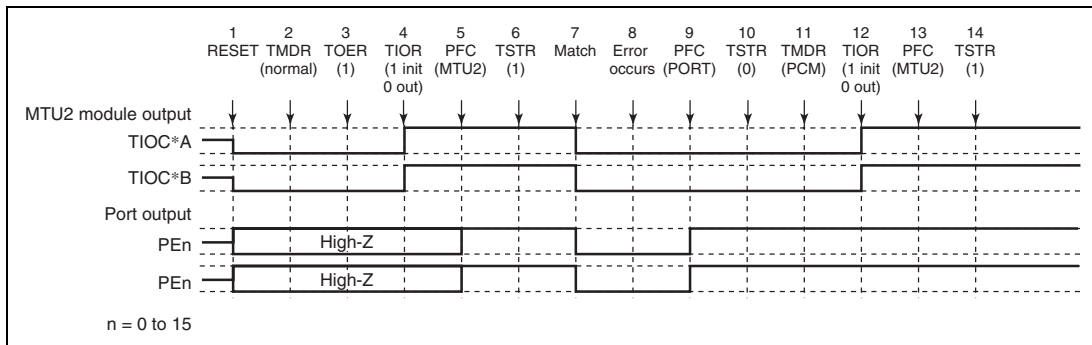 1 2 3 4 5 6 7 8 9 10 11 12 13 14
RESET TMDR TOER TIOR PFC TSTR Match Error PFC TSTR TMDR TIOR PFC TSTR
(normal) (1) (1 init (MTU2) (1) occurs (PORT) (0) (PCM) (1 init (MTU2) (1)
0 out) 0 out)
MTU2 module output
TIOC*A
TIOC*B
Port output
PEn High-Z
PEn High-Z
n = 0 to 15